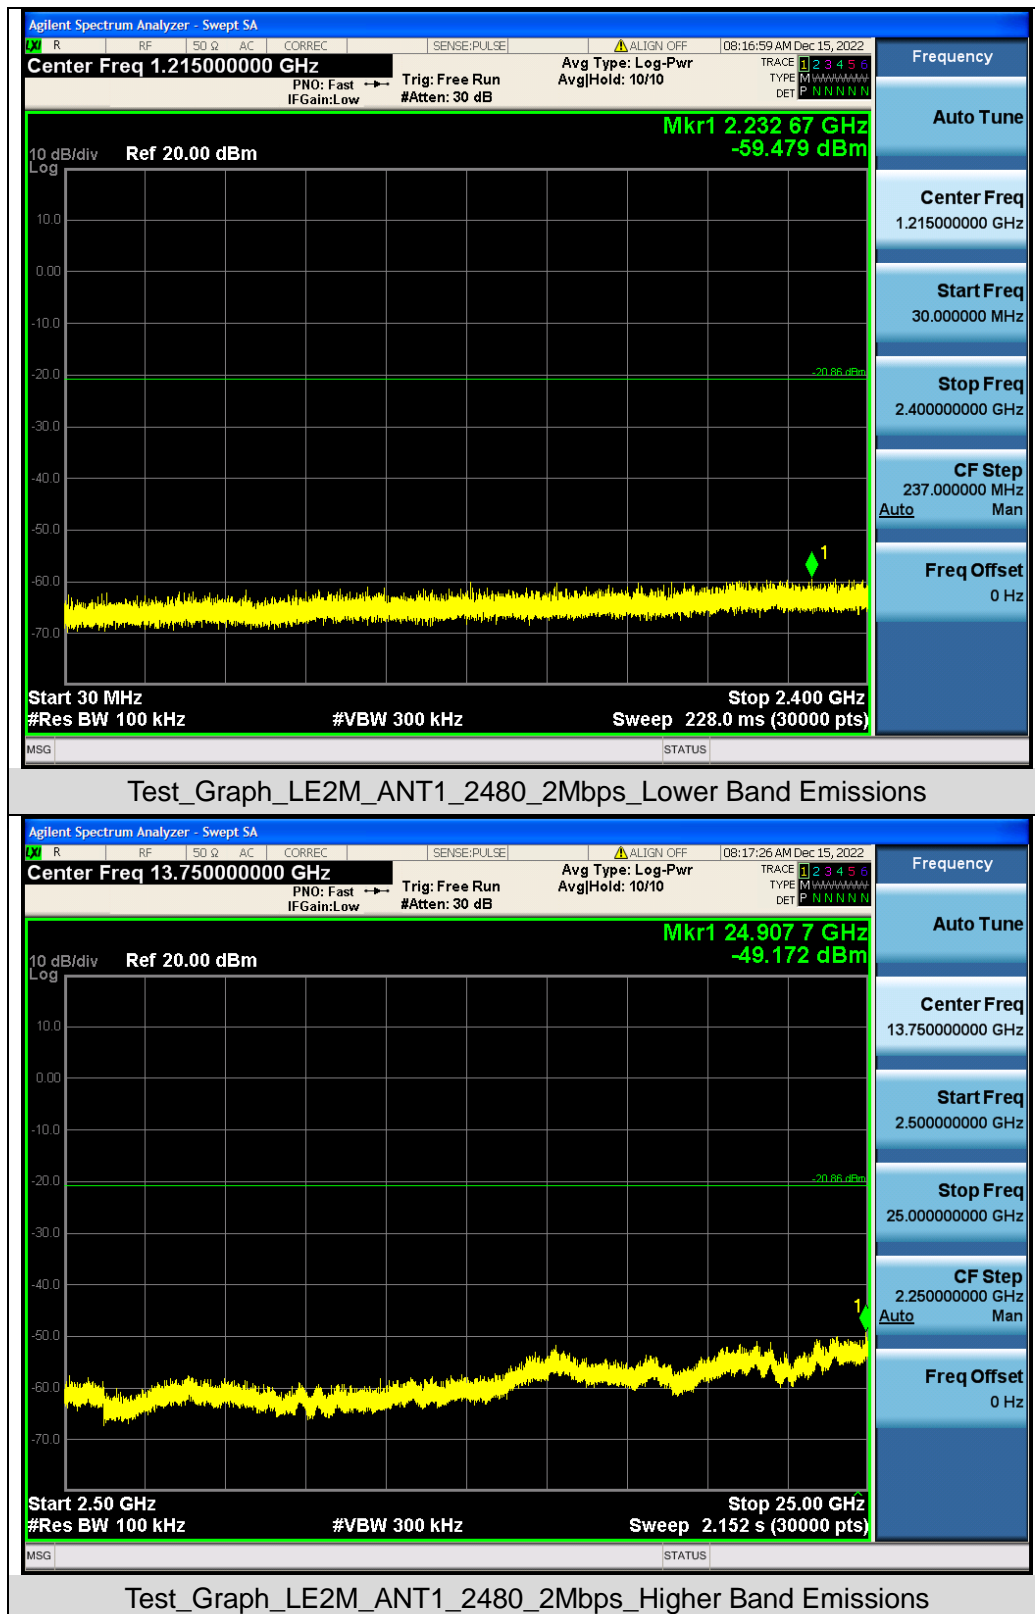 Agilent Spectrum Analyzer - Swept SA
LXI R RF 50 Ω AC CORREC SENSE:PULSE ALIGN OFF 08:16:59 AM Dec 15, 2022
Center Freq 1.215000000 GHz
PNO: Fast
IFGain:Low
Trig: Free Run
#Atten: 30 dB
Avg Type: Log-Pwr
Avg|Hold: 10/10
TRACE 1 2 3 4 5 6
TYPE M
DET P N N N N N
Mkr1 2.232 67 GHz
-59.479 dBm
10 dB/div Ref 20.00 dBm
Log
10.0
0.00
-10.0
-20.0
-20.86 dBm
-30.0
-40.0
-50.0
1
-60.0
-70.0
Start 30 MHz Stop 2.400 GHz
#Res BW 100 kHz #VBW 300 kHz Sweep 228.0 ms (30000 pts)
MSG STATUS
Frequency
Auto Tune
Center Freq
1.215000000 GHz
Start Freq
30.000000 MHz
Stop Freq
2.400000000 GHz
CF Step
237.000000 MHz
Auto Man
Freq Offset
0 Hz
Test_Graph_LE2M_ANT1_2480_2Mbps_Lower Band Emissions
Agilent Spectrum Analyzer - Swept SA
LXI R RF 50 Ω AC CORREC SENSE:PULSE ALIGN OFF 08:17:26 AM Dec 15, 2022
Center Freq 13.750000000 GHz
PNO: Fast
IFGain:Low
Trig: Free Run
#Atten: 30 dB
Avg Type: Log-Pwr
Avg|Hold: 10/10
TRACE 1 2 3 4 5 6
TYPE M
DET P N N N N N
Mkr1 24.907 7 GHz
-49.172 dBm
10 dB/div Ref 20.00 dBm
Log
10.0
0.00
-10.0
-20.0
-20.86 dBm
-30.0
-40.0
1
-50.0
-60.0
-70.0
Start 2.50 GHz Stop 25.00 GHz
#Res BW 100 kHz #VBW 300 kHz Sweep 2.152 s (30000 pts)
MSG STATUS
Frequency
Auto Tune
Center Freq
13.750000000 GHz
Start Freq
2.500000000 GHz
Stop Freq
25.000000000 GHz
CF Step
2.250000000 GHz
Auto Man
Freq Offset
0 Hz
Test_Graph_LE2M_ANT1_2480_2Mbps_Higher Band Emissions